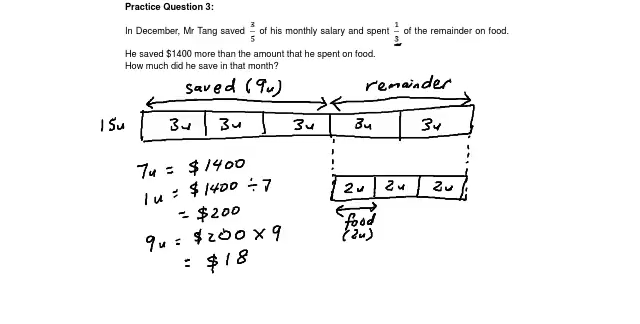 Practice Question 3:
In December, Mr Tang saved 3/5 of his monthly salary and spent 1/3 of the remainder on food.
He saved $1400 more than the amount that he spent on food.
How much did he save in that month?
saved (9u) remainder
15u 3u 3u 3u 3u 3u
7u = $1400
1u = $1400 ÷ 7
= $200
9u = $200 × 9
= $18
2u 2u 2u
food
(2u)